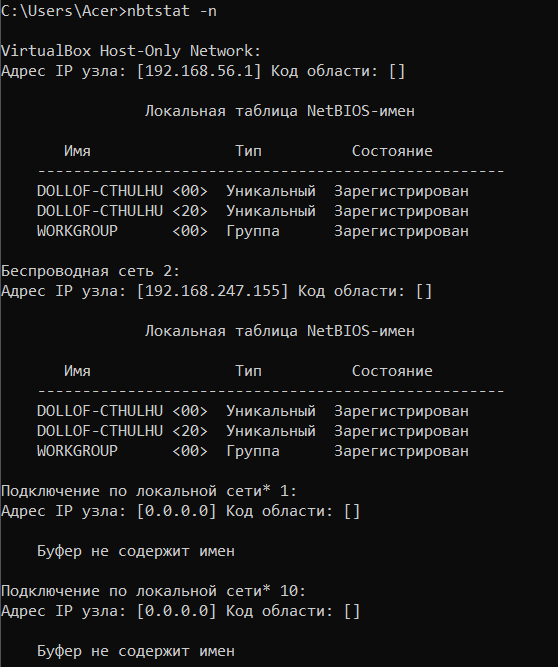 C:\Users\Acer>nbtstat -n
VirtualBox Host-Only Network:
Адрес IP узла: [192.168.56.1] Код области: []
Локальная таблица NetBIOS-имен
Имя Тип Состояние
----------------------------------------------------
DOLLOF-CTHULHU <00> Уникальный Зарегистрирован
DOLLOF-CTHULHU <20> Уникальный Зарегистрирован
WORKGROUP <00> Группа Зарегистрирован
Беспроводная сеть 2:
Адрес IP узла: [192.168.247.155] Код области: []
Локальная таблица NetBIOS-имен
Имя Тип Состояние
----------------------------------------------------
DOLLOF-CTHULHU <00> Уникальный Зарегистрирован
DOLLOF-CTHULHU <20> Уникальный Зарегистрирован
WORKGROUP <00> Группа Зарегистрирован
Подключение по локальной сети* 1:
Адрес IP узла: [0.0.0.0] Код области: []
Буфер не содержит имен
Подключение по локальной сети* 10:
Адрес IP узла: [0.0.0.0] Код области: []
Буфер не содержит имен